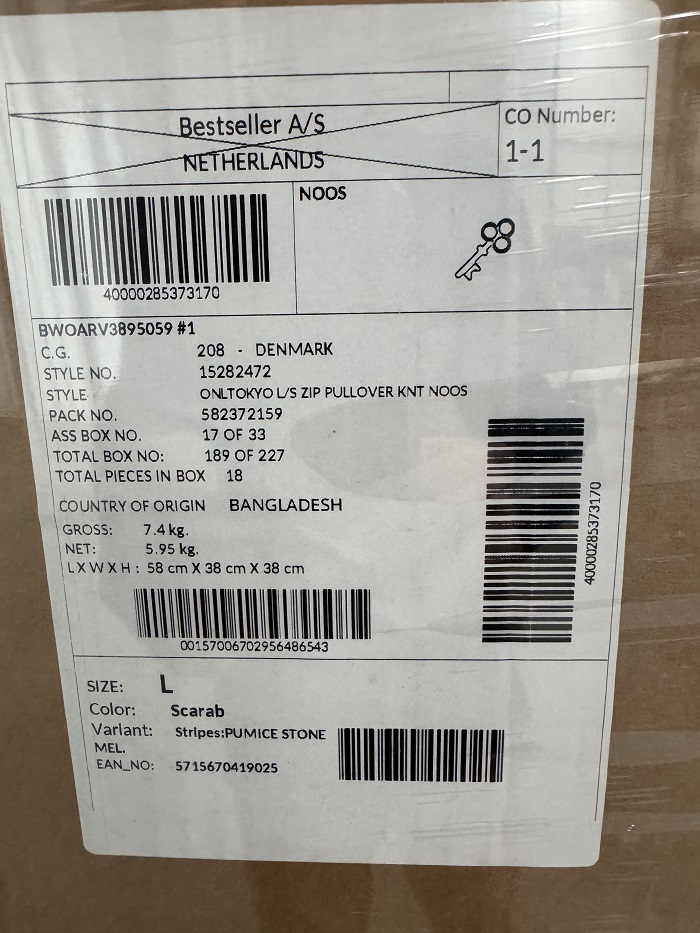 Bestseller A/S
NETHERLANDS
CO Number:
1-1
NOOS
40000285373170
BWOARV3895059 #1
C.G. 208 - DENMARK
STYLE NO. 15282472
STYLE ONLTOKYO L/S ZIP PULLOVER KNT NOOS
PACK NO. 582372159
ASS BOX NO. 17 OF 33
TOTAL BOX NO: 189 OF 227
TOTAL PIECES IN BOX 18
COUNTRY OF ORIGIN BANGLADESH
GROSS: 7.4 kg.
NET: 5.95 kg.
L X W X H : 58 cm X 38 cm X 38 cm
40000285373170
00157006702956486543
SIZE: L
Color: Scarab
Variant: Stripes:PUMICE STONE
MEL.
EAN_NO: 5715670419025